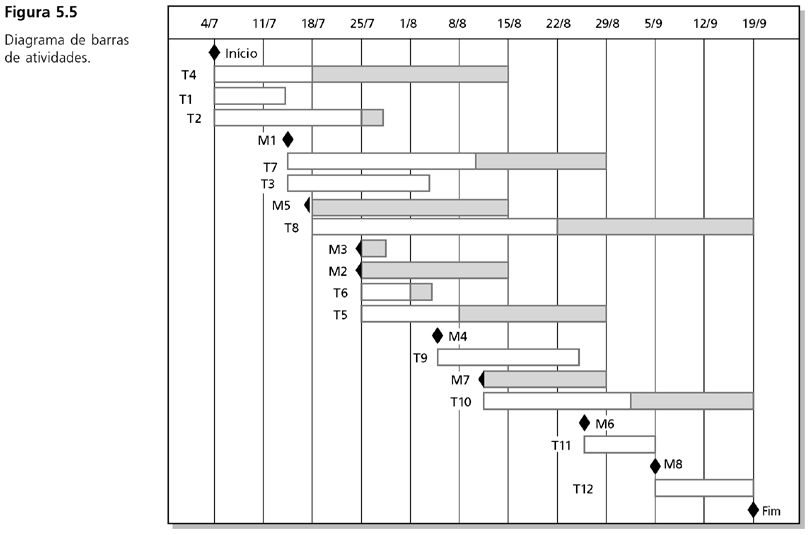 Figura 5.5
Diagrama de barras
de atividades.
4/7 11/7 18/7 25/7 1/8 8/8 15/8 22/8 29/8 5/9 12/9 19/9
Início
T4
T1
T2
M1
T7
T3
M5
T8
M3
M2
T6
T5
M4
T9
M7
T10
M6
T11
M8
T12
Fim